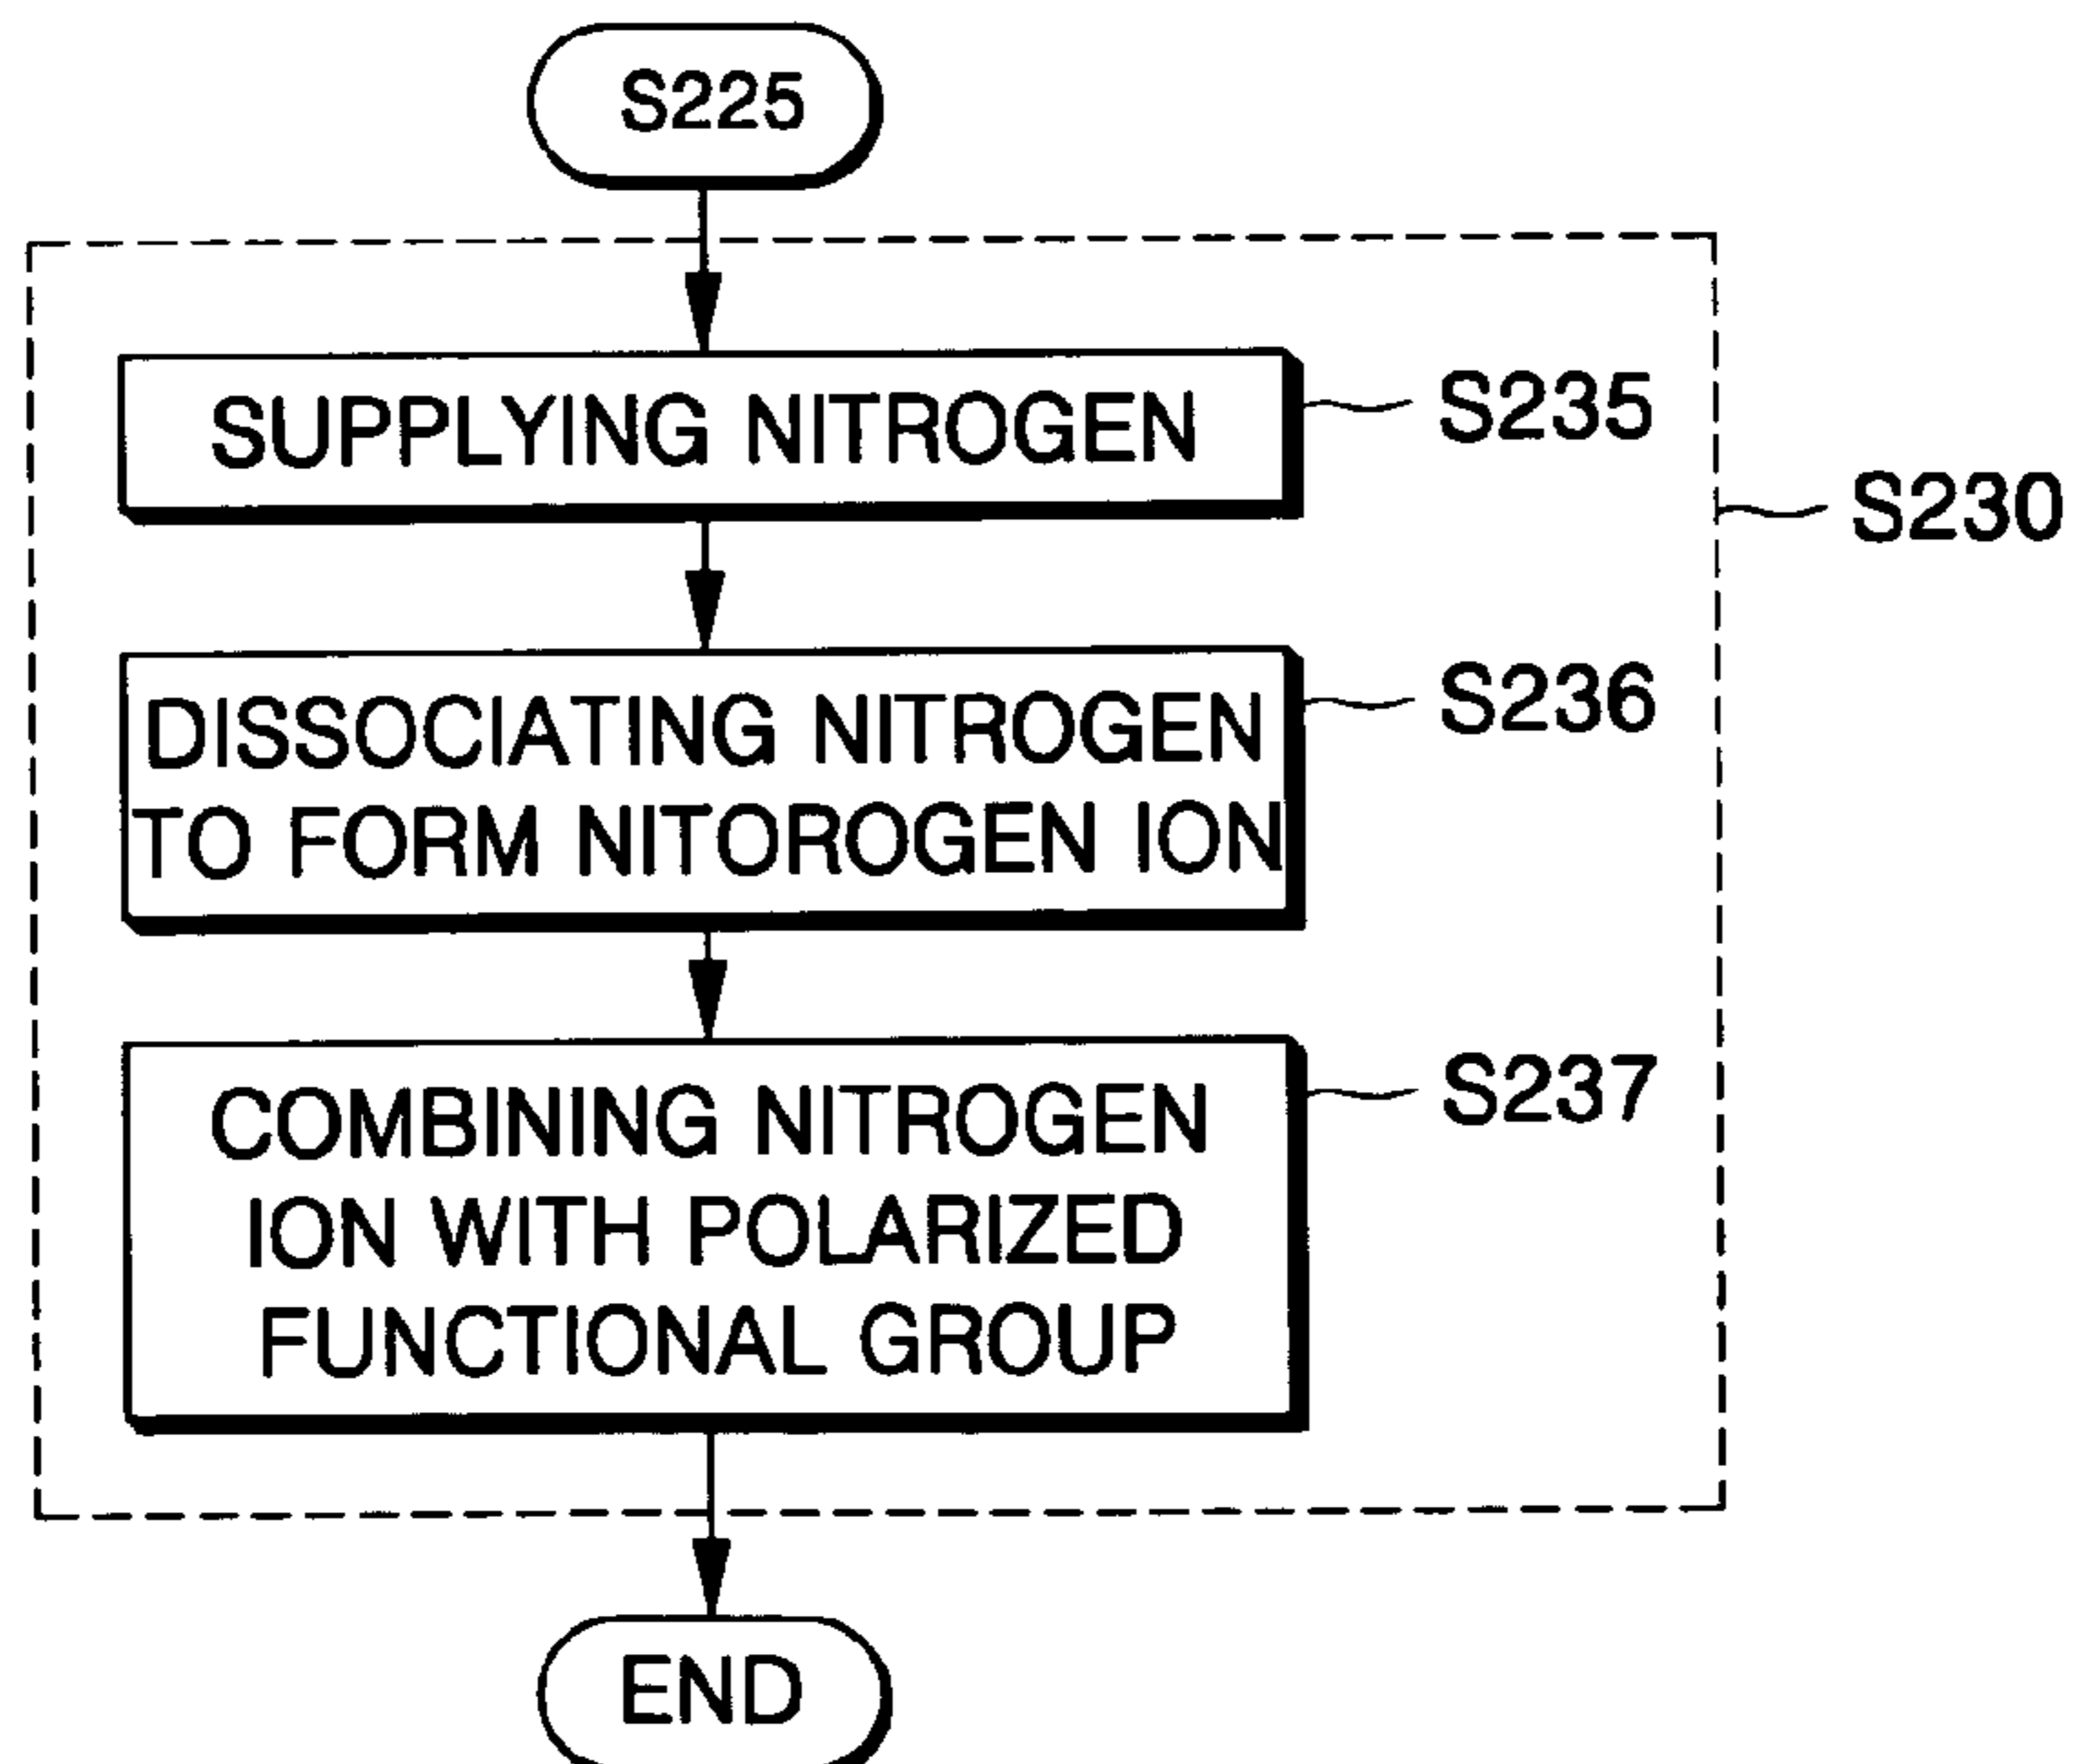 S225
SUPPLYING NITROGEN
S235
S230
DISSOCIATING NITROGEN
TO FORM NITOROGEN ION
S236
COMBINING NITROGEN
ION WITH POLARIZED
FUNCTIONAL GROUP
S237
END